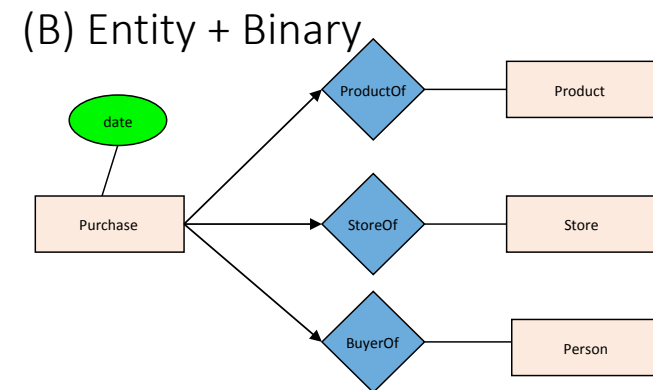 (B) Entity + Binary
ProductOf
Product
date
Purchase
StoreOf
Store
BuyerOf
Person